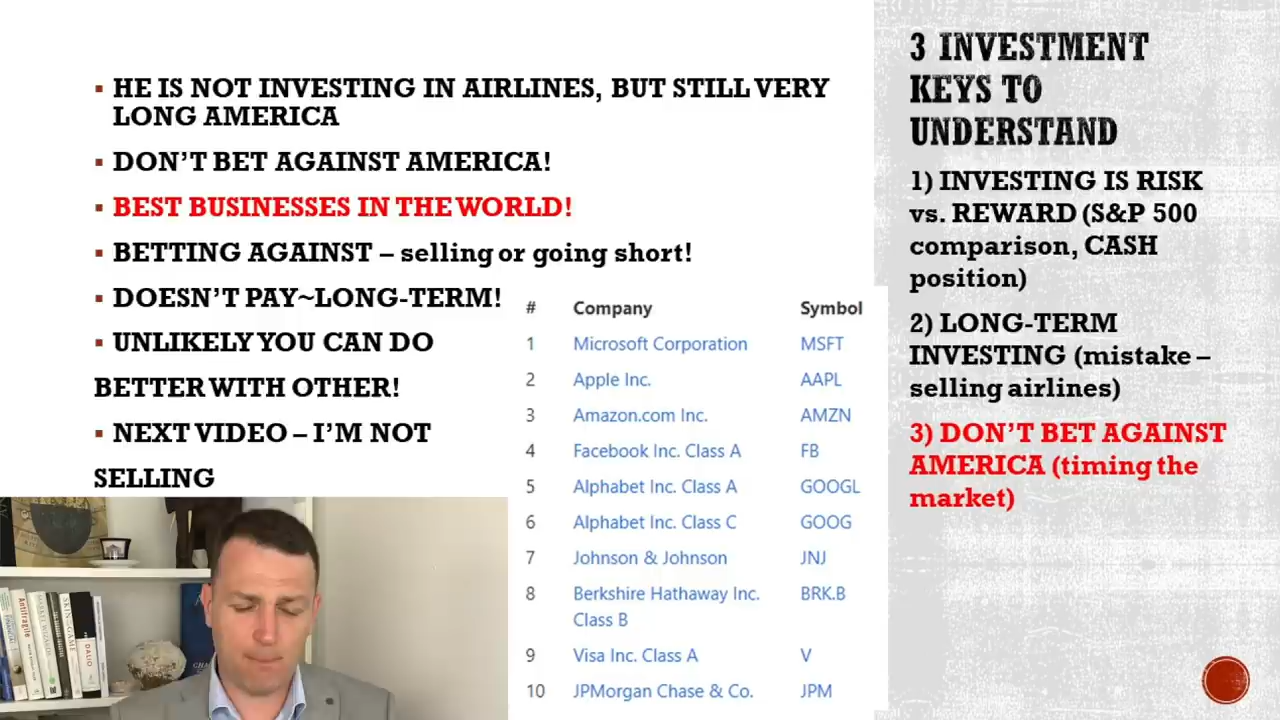 HE IS NOT INVESTING IN AIRLINES, BUT STILL VERY
LONG AMERICA
DON'T BET AGAINST AMERICA!
BEST BUSINESSES IN THE WORLD!
BETTING AGAINST – selling or going short!
DOESN'T PAY~LONG-TERM!
UNLIKELY YOU CAN DO
BETTER WITH OTHER!
NEXT VIDEO – I'M NOT
SELLING
# Company Symbol
1 Microsoft Corporation MSFT
2 Apple Inc. AAPL
3 Amazon.com Inc. AMZN
4 Facebook Inc. Class A FB
5 Alphabet Inc. Class A GOOGL
6 Alphabet Inc. Class C GOOG
7 Johnson & Johnson JNJ
8 Berkshire Hathaway Inc. BRK.B
Class B
9 Visa Inc. Class A V
10 JPMorgan Chase & Co. JPM
3 INVESTMENT
KEYS TO
UNDERSTAND
1) INVESTING IS RISK
vs. REWARD (S&P 500
comparison, CASH
position)
2) LONG-TERM
INVESTING (mistake –
selling airlines)
3) DON'T BET AGAINST
AMERICA (timing the
market)
Antifragile
SKIN GAME
DALIO